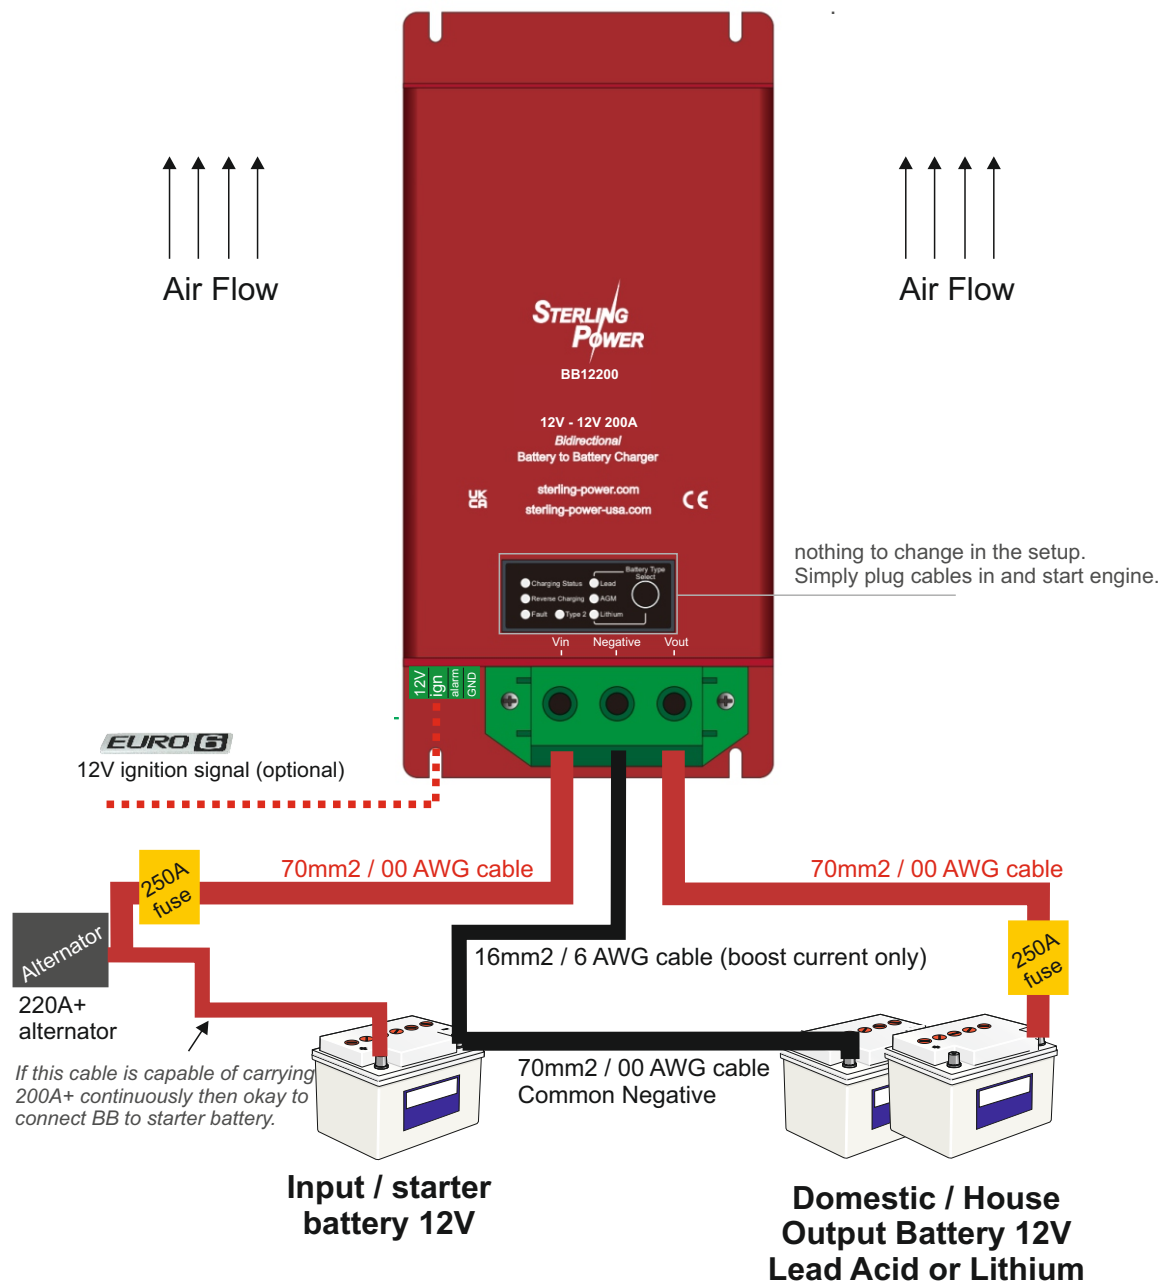 Air Flow
Air Flow
STERLING
POWER
BB12200
12V - 12V 200A
Bidirectional
Battery to Battery Charger
UK
CA
sterling-power.com
CE
sterling-power-usa.com
nothing to change in the setup.
Simply plug cables in and start engine.
Battery Type
Select
Charging Status
Lead
Reverse Charging
AGM
Fault
Type 2
Lithium
Vin
Negative
Vout
12V
ign
alarm
GND
EURO 6
12V ignition signal (optional)
70mm2 / 00 AWG cable
70mm2 / 00 AWG cable
250A
fuse
Alternator
16mm2 / 6 AWG cable (boost current only)
250A
fuse
220A+
alternator
70mm2 / 00 AWG cable
Common Negative
If this cable is capable of carrying
200A+ continuously then okay to
connect BB to starter battery.
Input / starter
battery 12V
Domestic / House
Output Battery 12V
Lead Acid or Lithium